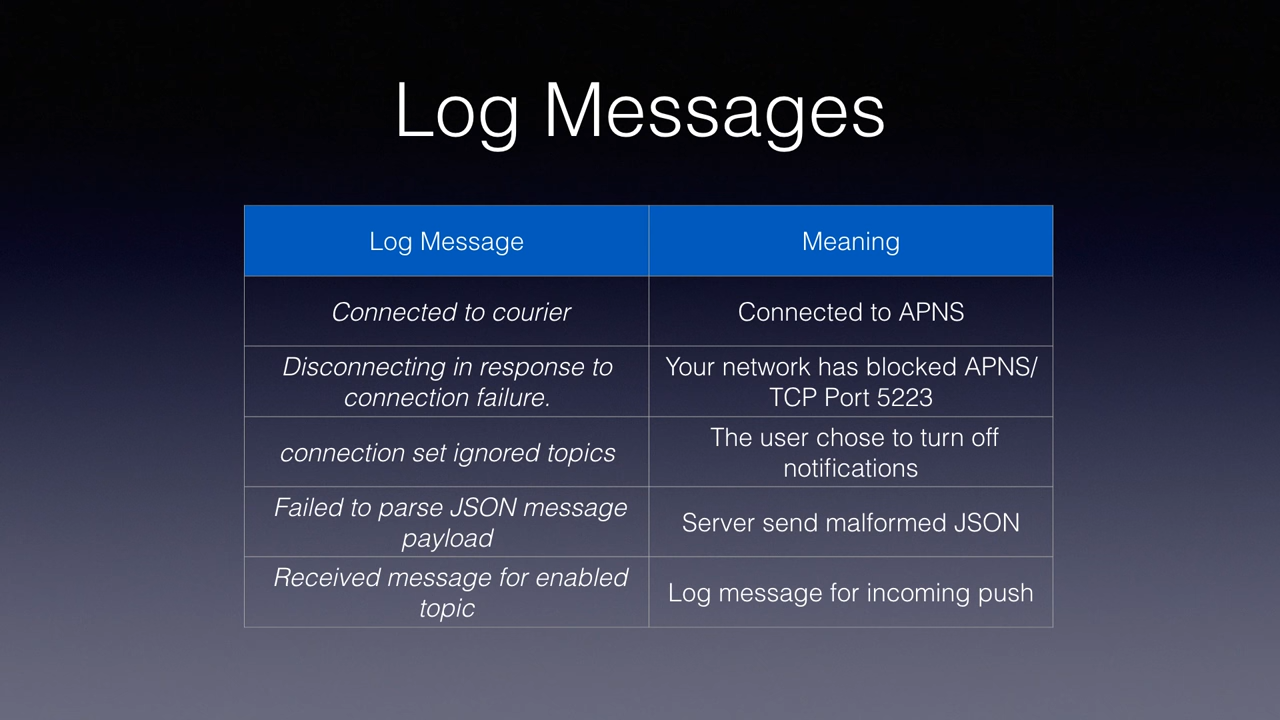 Log Messages
Log Message
Meaning
Connected to courier
Connected to APNS
Disconnecting in response to
connection failure.
Your network has blocked APNS/
TCP Port 5223
connection set ignored topics
The user chose to turn off
notifications
Failed to parse JSON message
payload
Server send malformed JSON
Received message for enabled
topic
Log message for incoming push